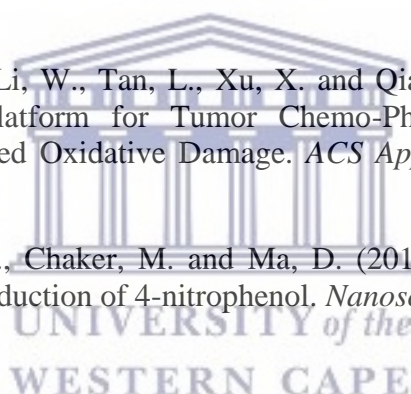 Li, W., Tan, L., Xu, X. and Qia
latform for Tumor Chemo-Ph
ed Oxidative Damage. ACS Ap
., Chaker, M. and Ma, D. (201
duction of 4-nitrophenol. Nanos
UNIVERSITY of the
WESTERN CAPE